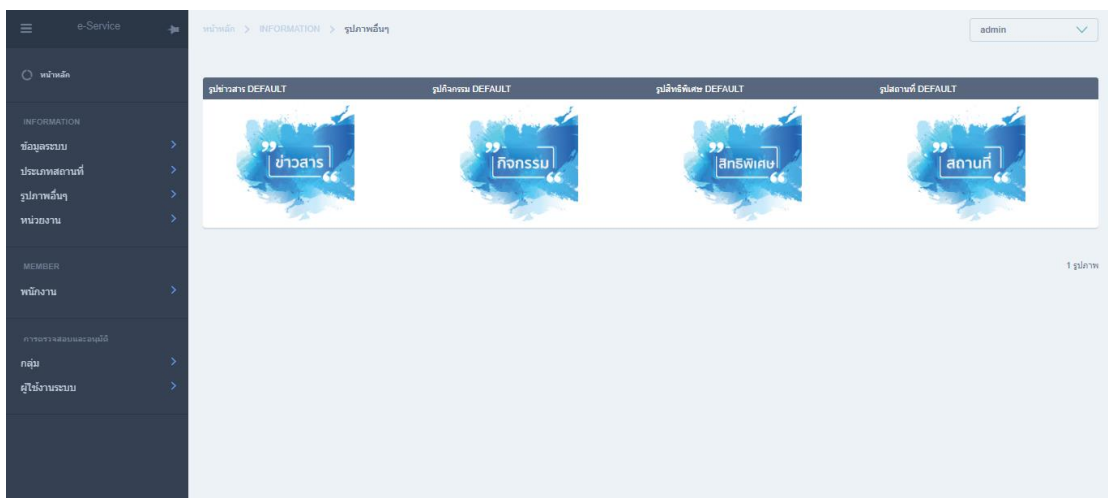 e-Service
หน้าหลัก > INFORMATION > รูปภาพอื่นๆ
admin
หน้าหลัก
INFORMATION
ข้อมูลระบบ
ประเภทสถานที่
รูปภาพอื่นๆ
หน่วยงาน
MEMBER
พนักงาน
การตรวจสอบและอนุมัติ
กลุ่ม
ผู้ใช้งานระบบ
รูปข่าวสาร DEFAULT รูปกิจกรรม DEFAULT รูปสิทธิพิเศษ DEFAULT รูปสถานที่ DEFAULT
ข่าวสาร กิจกรรม สิทธิพิเศษ สถานที่
1 รูปภาพ